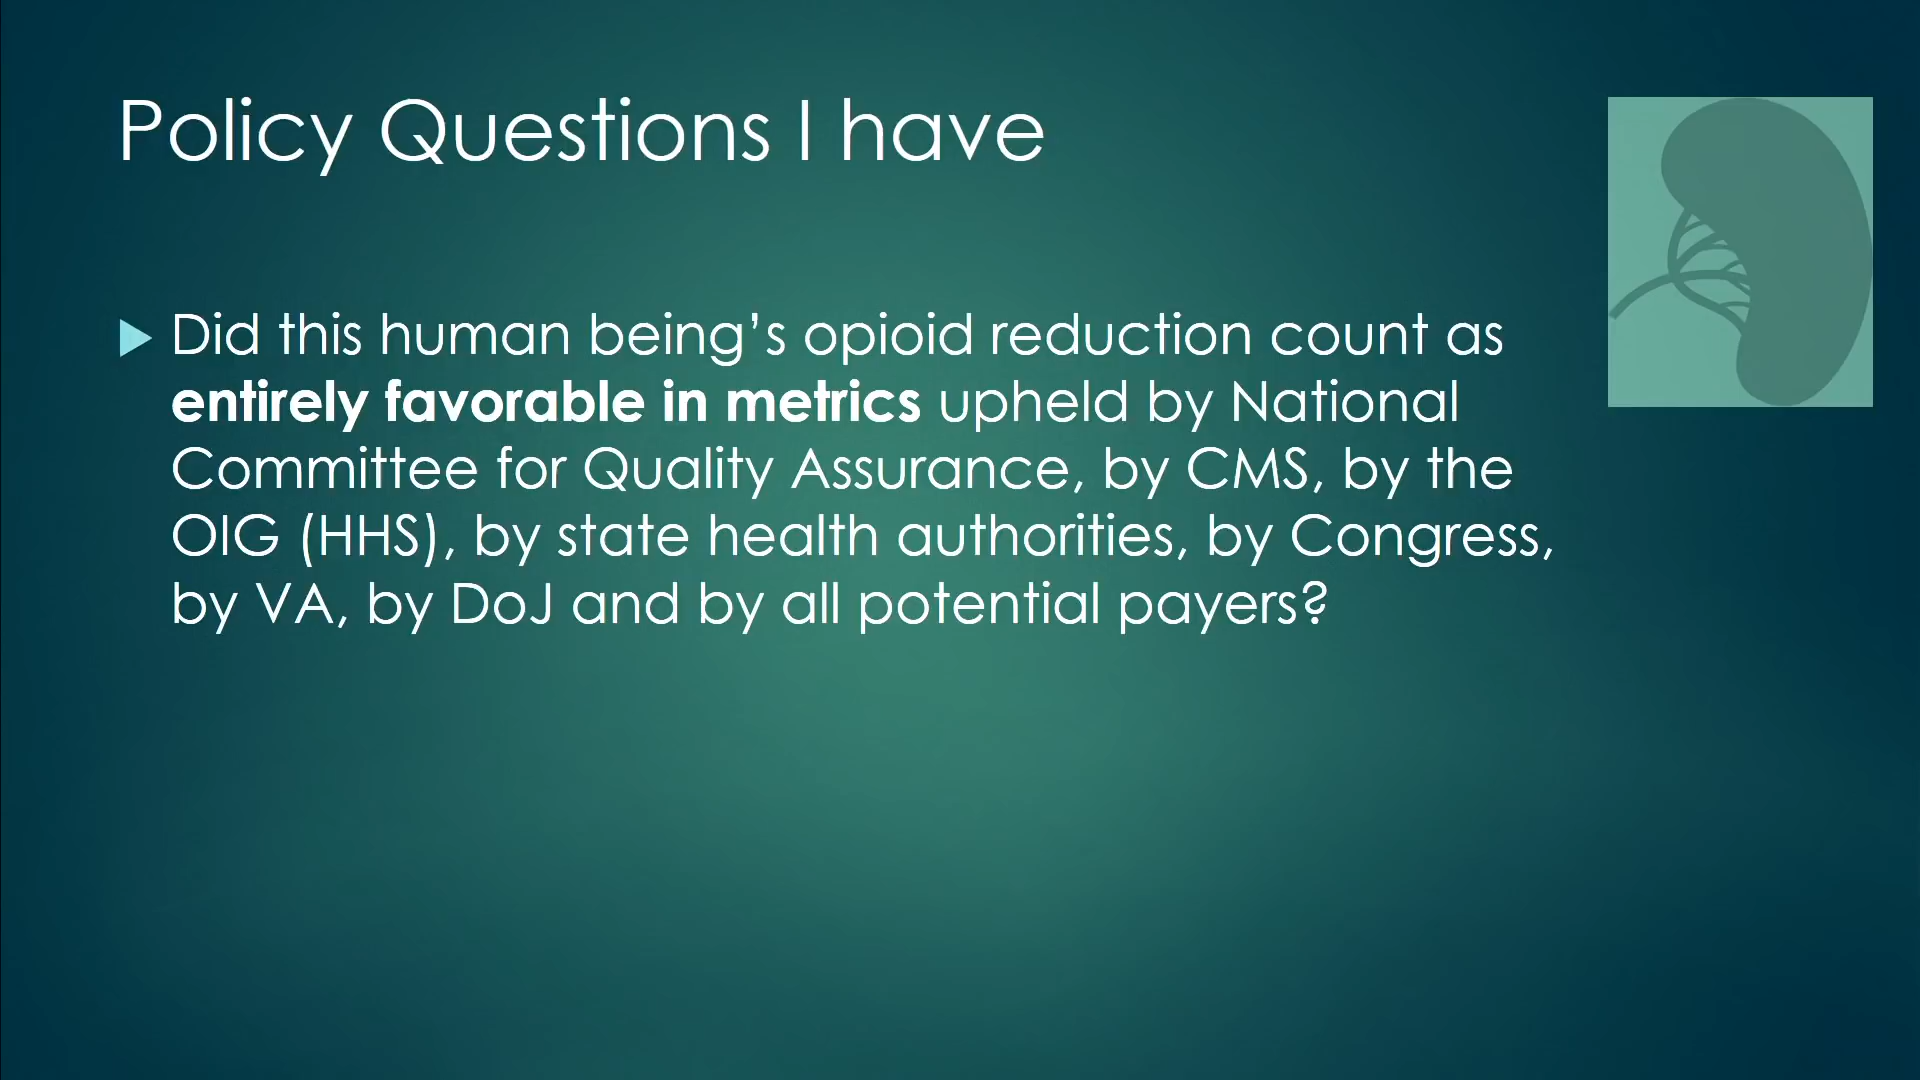 Policy Questions I have
Did this human being’s opioid reduction count as
entirely favorable in metrics upheld by National
Committee for Quality Assurance, by CMS, by the
OIG (HHS), by state health authorities, by Congress,
by VA, by DoJ and by all potential payers?